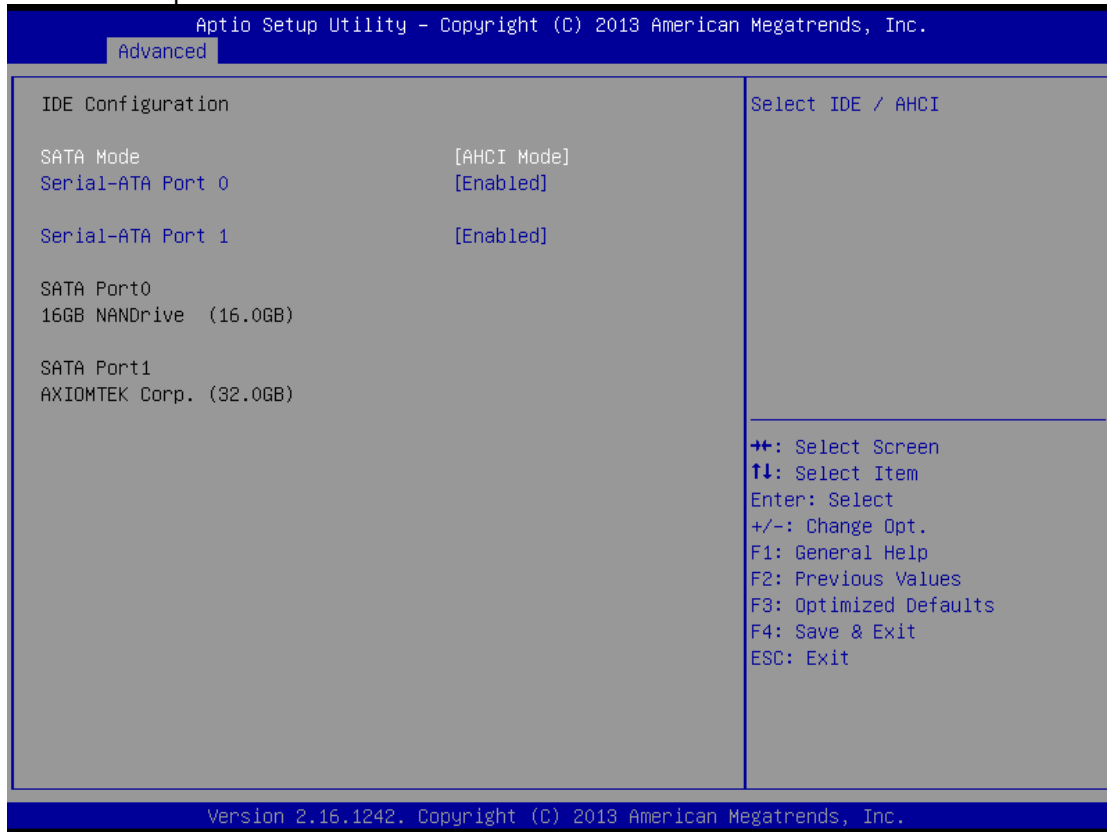 Aptio Setup Utility – Copyright (C) 2013 American Megatrends, Inc.
Advanced
IDE Configuration
SATA Mode [AHCI Mode]
Serial-ATA Port 0 [Enabled]
Serial-ATA Port 1 [Enabled]
SATA Port0
16GB NANDrive (16.0GB)
SATA Port1
AXIOMTEK Corp. (32.0GB)
Select IDE / AHCI
→←: Select Screen
↑↓: Select Item
Enter: Select
+/-: Change Opt.
F1: General Help
F2: Previous Values
F3: Optimized Defaults
F4: Save & Exit
ESC: Exit
Version 2.16.1242. Copyright (C) 2013 American Megatrends, Inc.